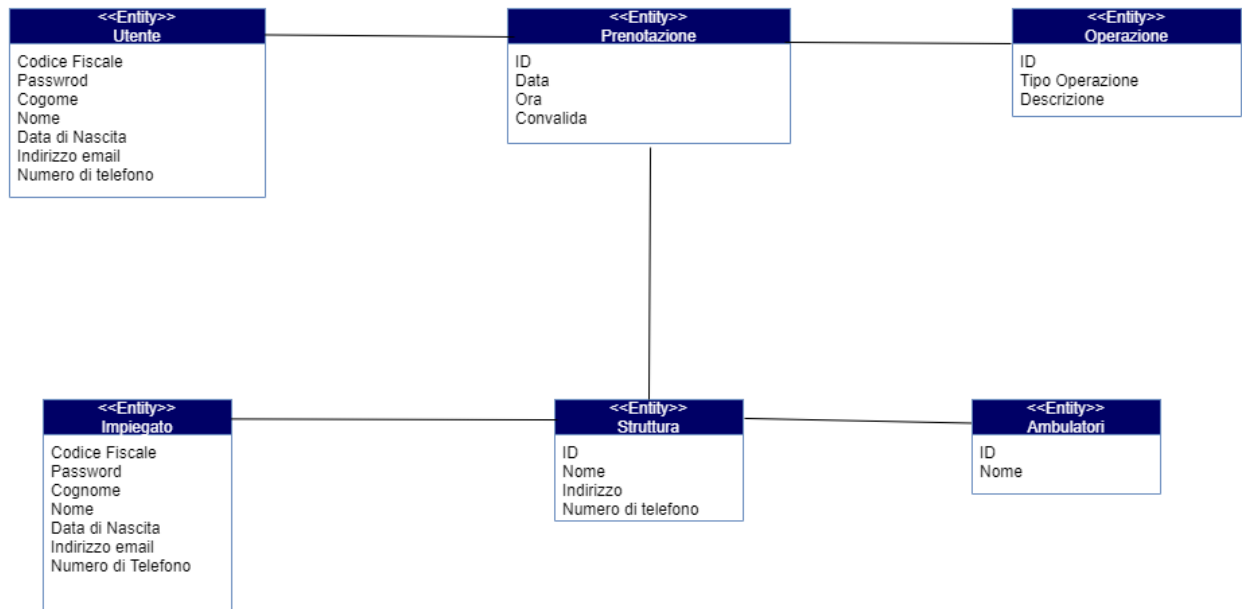 <<Entity>>
Utente
Codice Fiscale
Passwrod
Cogome
Nome
Data di Nascita
Indirizzo email
Numero di telefono
<<Entity>>
Prenotazione
ID
Data
Ora
Convalida
<<Entity>>
Operazione
ID
Tipo Operazione
Descrizione
<<Entity>>
Impiegato
Codice Fiscale
Password
Cognome
Nome
Data di Nascita
Indirizzo email
Numero di Telefono
<<Entity>>
Struttura
ID
Nome
Indirizzo
Numero di telefono
<<Entity>>
Ambulatori
ID
Nome